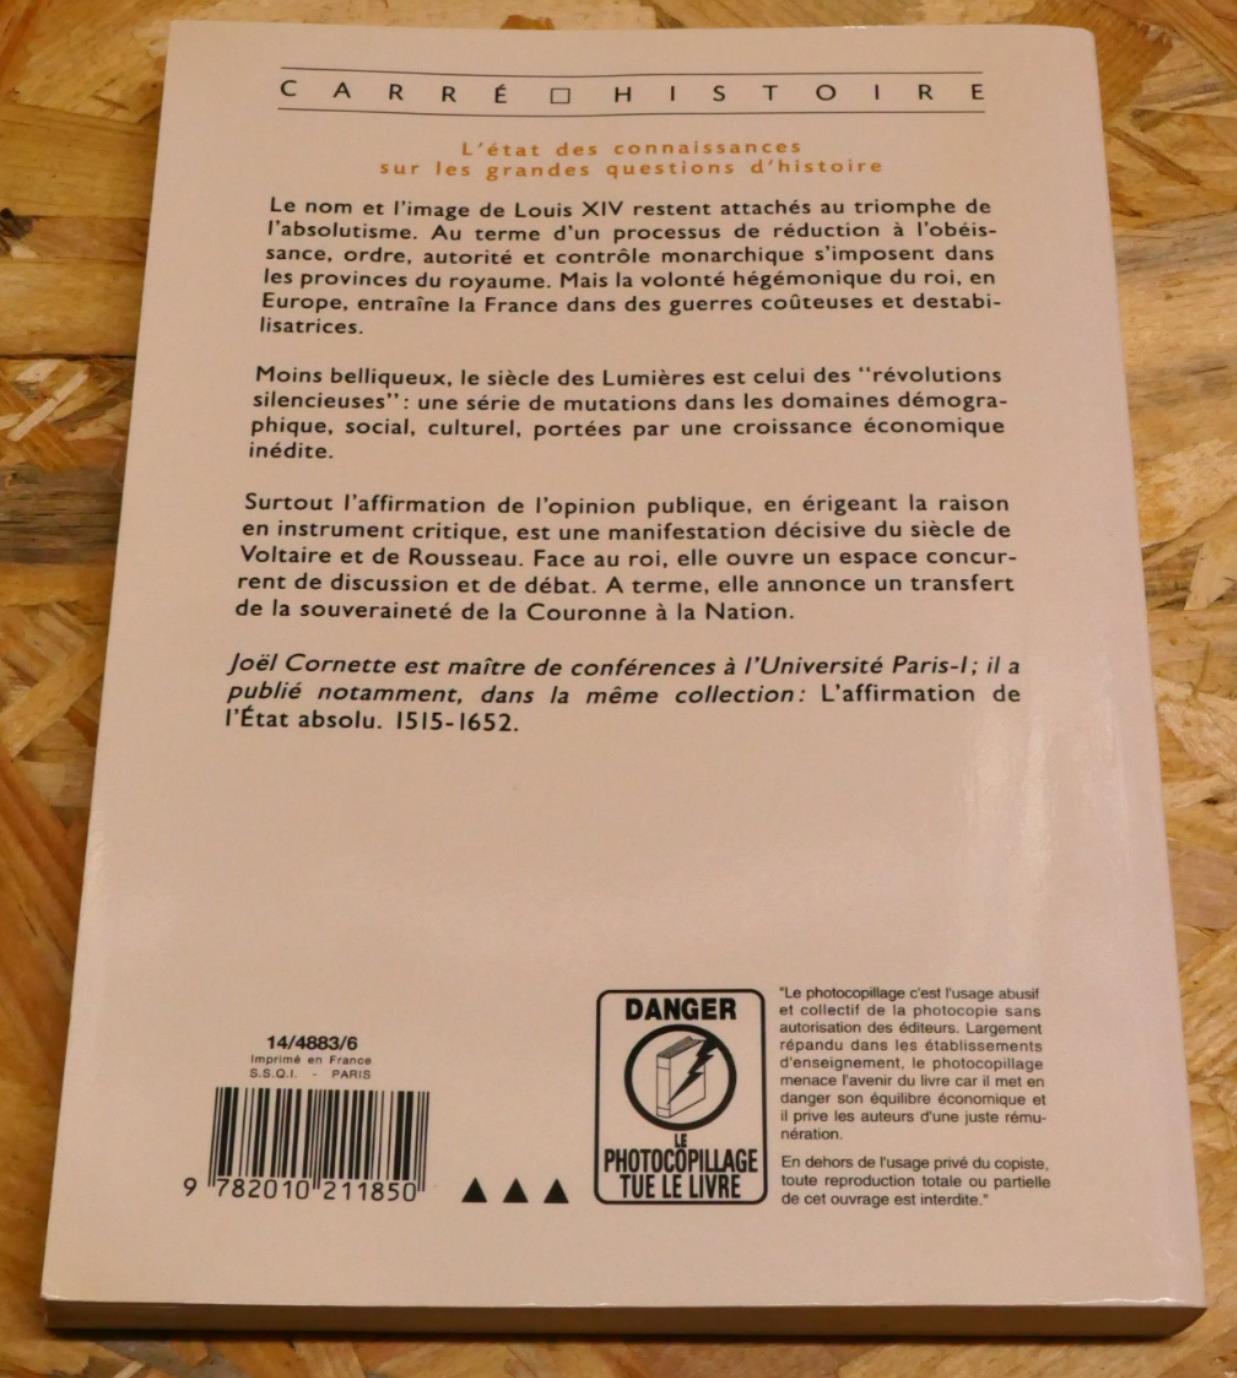 CARRÉ □ HISTOIRE
L'état des connaissances
sur les grandes questions d'histoire
Le nom et l'image de Louis XIV restent attachés au triomphe de
l'absolutisme. Au terme d'un processus de réduction à l'obéis-
sance, ordre, autorité et contrôle monarchique s'imposent dans
les provinces du royaume. Mais la volonté hégémonique du roi, en
Europe, entraîne la France dans des guerres coûteuses et destabi-
lisatrices.
Moins belliqueux, le siècle des Lumières est celui des "révolutions
silencieuses" : une série de mutations dans les domaines démogra-
phique, social, culturel, portées par une croissance économique
inédite.
Surtout l'affirmation de l'opinion publique, en érigeant la raison
en instrument critique, est une manifestation décisive du siècle de
Voltaire et de Rousseau. Face au roi, elle ouvre un espace concur-
rent de discussion et de débat. A terme, elle annonce un transfert
de la souveraineté de la Couronne à la Nation.
Joël Cornette est maître de conférences à l'Université Paris-I ; il a
publié notamment, dans la même collection : L'affirmation de
l'État absolu. 1515-1652.
14/4883/6
Imprimé en France
S.S.Q.I. - PARIS
9 782010 211850
DANGER
LE
PHOTOCOPILLAGE
TUE LE LIVRE
"Le photocopillage c'est l'usage abusif
et collectif de la photocopie sans
autorisation des éditeurs. Largement
répandu dans les établissements
d'enseignement, le photocopillage
menace l'avenir du livre car il met en
danger son équilibre économique et
il prive les auteurs d'une juste rému-
nération.
En dehors de l'usage privé du copiste,
toute reproduction totale ou partielle
de cet ouvrage est interdite."